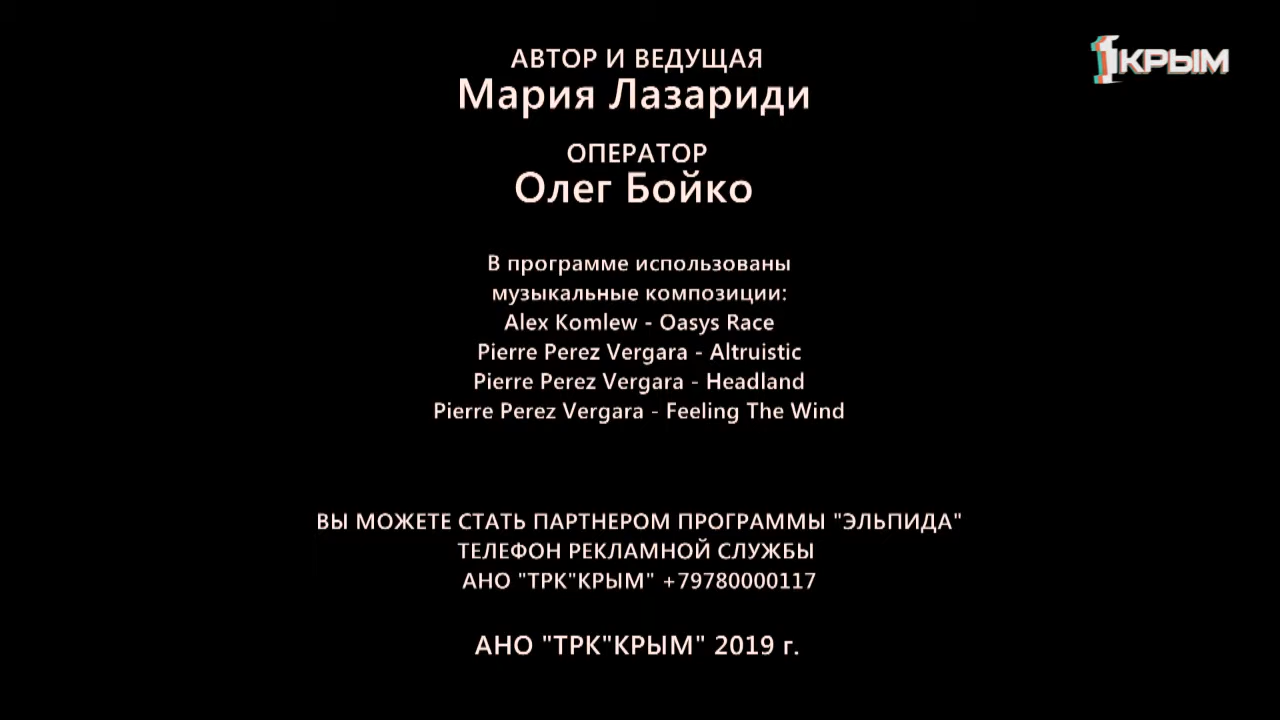 АВТОР И ВЕДУЩАЯ
1КРЫМ
Мария Лазариди
ОПЕРАТОР
Олег Бойко
В программе использованы
музыкальные композиции:
Alex Komlew - Oasys Race
Pierre Perez Vergara - Altruistic
Pierre Perez Vergara - Headland
Pierre Perez Vergara - Feeling The Wind
ВЫ МОЖЕТЕ СТАТЬ ПАРТНЕРОМ ПРОГРАММЫ "ЭЛЬПИДА"
ТЕЛЕФОН РЕКЛАМНОЙ СЛУЖБЫ
АНО "ТРК"КРЫМ" +79780000117
АНО "ТРК"КРЫМ" 2019 г.